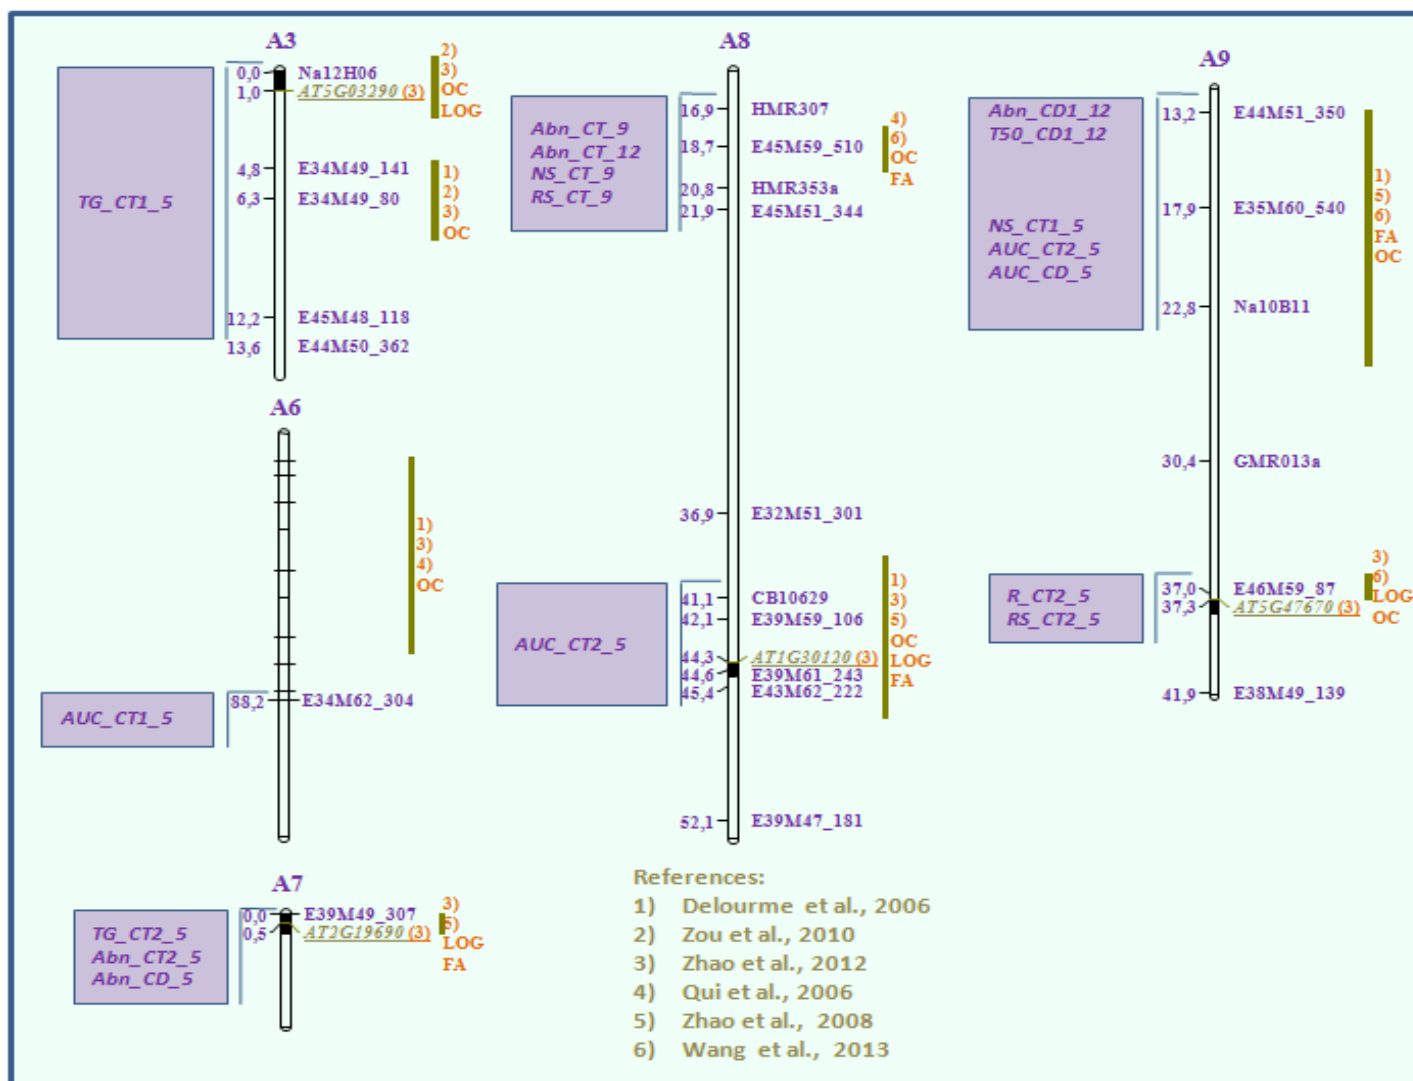 A3
0,0 Na12H06
1,0 AT5G03290 (3)
4,8 E34M49_141
6,3 E34M49_80
12,2 E45M48_118
13,6 E44M50_362
TG_CT1_5
2)
3)
OC
LOG
1)
2)
3)
OC
A6
88,2 E34M62_304
AUC_CT1_5
1)
3)
4)
OC
A7
0,0 E39M49_307
0,5 AT2G19690 (3)
TG_CT2_5
Abn_CT2_5
Abn_CD_5
3)
5)
LOG
FA
A8
16,9 HMR307
18,7 E45M59_510
20,8 HMR353a
21,9 E45M51_344
36,9 E32M51_301
41,1 CB10629
42,1 E39M59_106
44,3 AT1G30120 (3)
44,6 E39M61_243
45,4 E43M62_222
52,1 E39M47_181
Abn_CT_9
Abn_CT_12
NS_CT_9
RS_CT_9
4)
6)
OC
FA
AUC_CT2_5
1)
3)
5)
OC
LOG
FA
A9
13,2 E44M51_350
17,9 E35M60_540
22,8 Na10B11
30,4 GMR013a
37,0 E46M59_87
37,3 AT5G47670 (3)
41,9 E38M49_139
Abn_CD1_12
T50_CD1_12
NS_CT1_5
AUC_CT2_5
AUC_CD_5
1)
5)
6)
FA
OC
R_CT2_5
RS_CT2_5
3)
6)
LOG
OC
References:
1) Delourme et al., 2006
2) Zou et al., 2010
3) Zhao et al., 2012
4) Qui et al., 2006
5) Zhao et al., 2008
6) Wang et al., 2013